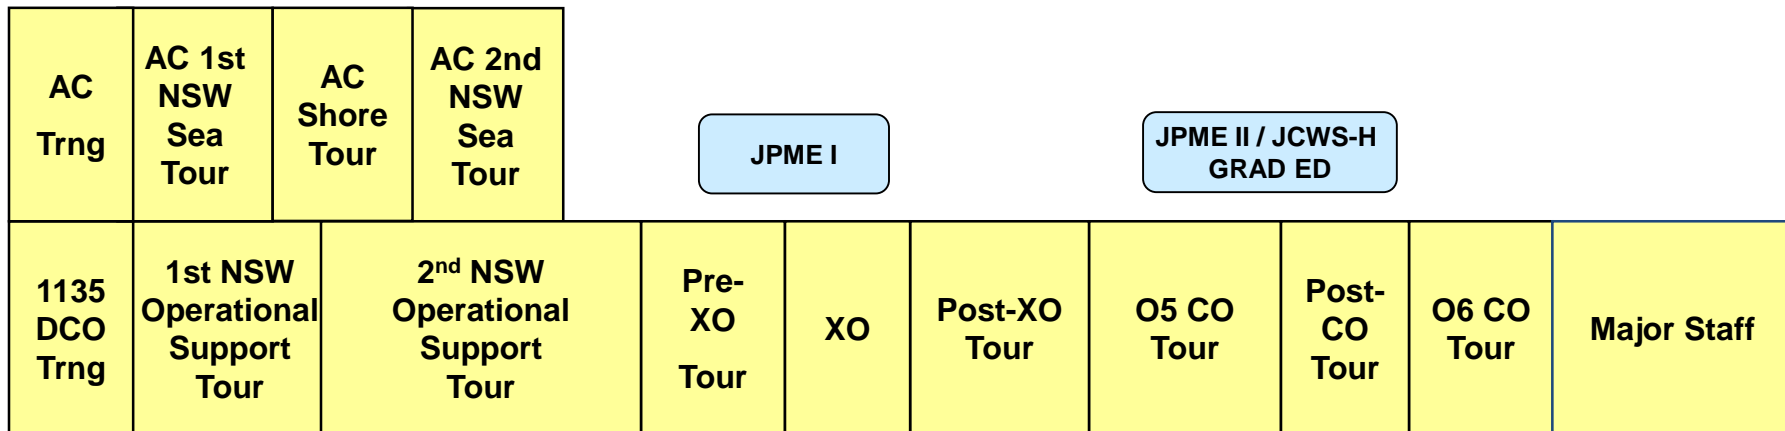 AC
Trng
AC 1st
NSW
Sea
Tour
AC
Shore
Tour
AC 2nd
NSW
Sea
Tour
JPME I
JPME II / JCWS-H
GRAD ED
1135
DCO
Trng
1st NSW
Operational
Support
Tour
2nd NSW
Operational
Support
Tour
Pre-
XO
Tour
XO
Post-XO
Tour
O5 CO
Tour
Post-
CO
Tour
O6 CO
Tour
Major Staff